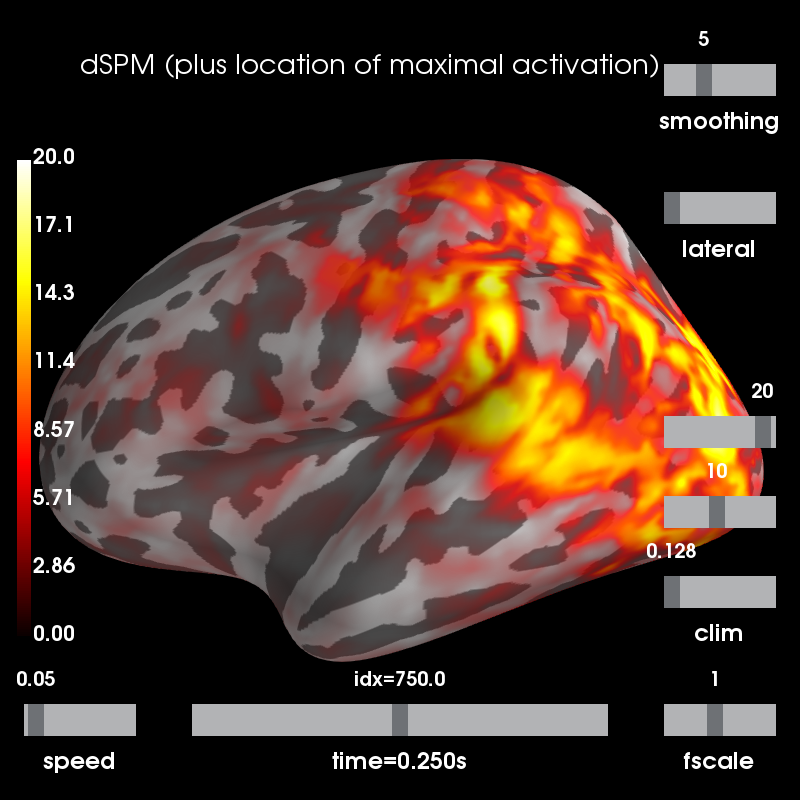 5
dSPM (plus location of maximal activation)
smoothing
20.0
17.1
lateral
14.3
11.4
20
8.57
10
5.71
0.128
2.86
0.00
clim
0.05
idx=750.0
1
speed
time=0.250s
fscale